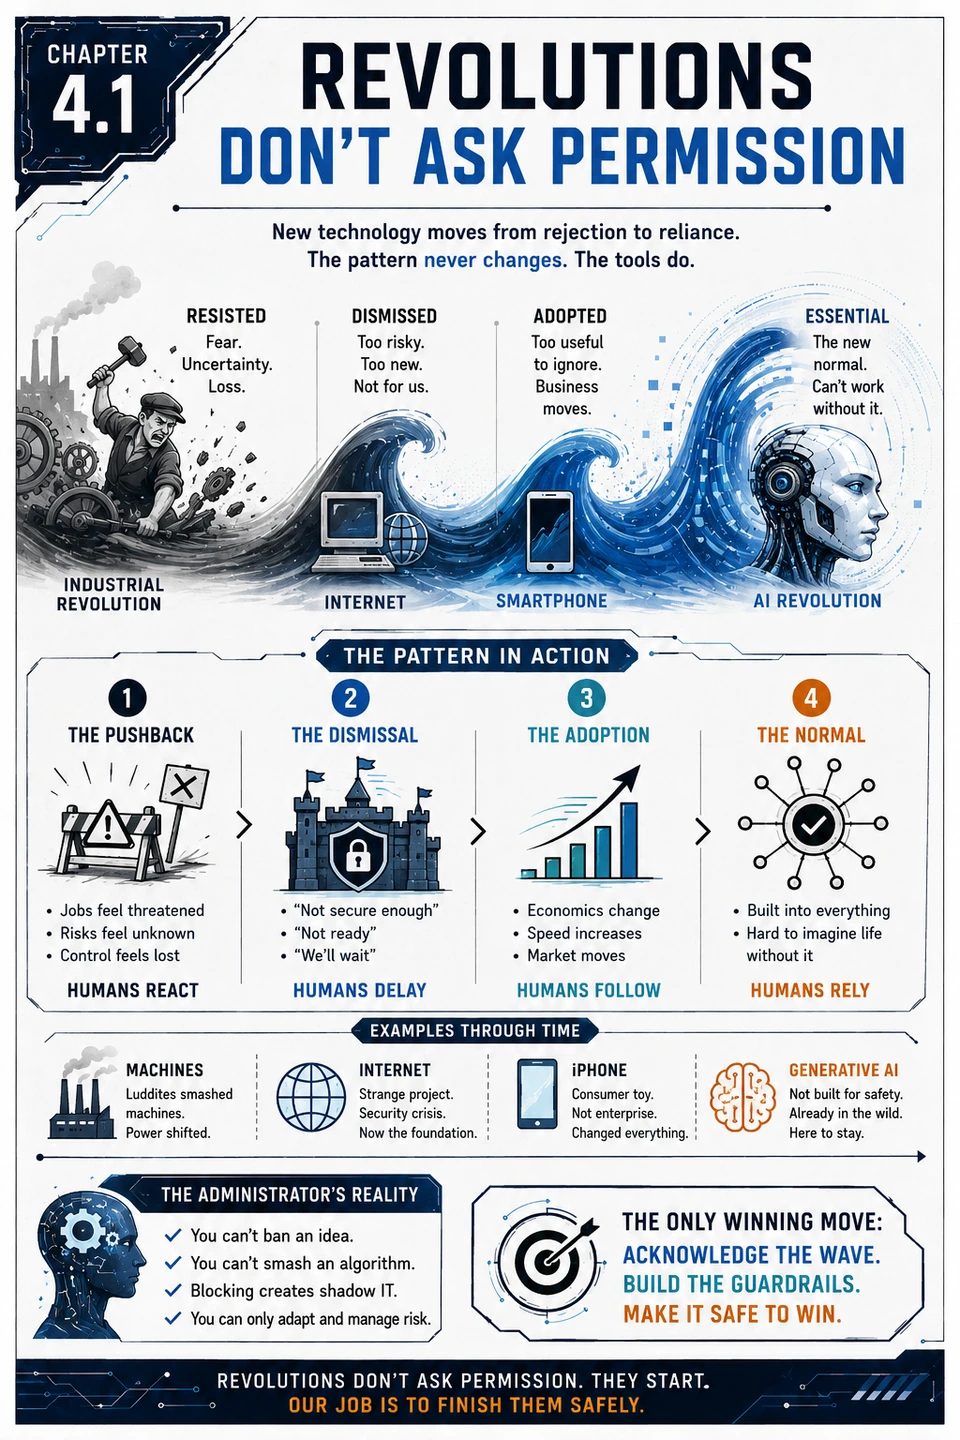 CHAPTER
4.1
REVOLUTIONS
DON'T ASK PERMISSION
New technology moves from rejection to reliance.
The pattern never changes. The tools do.
RESISTED
Fear.
Uncertainty.
Loss.
DISMISSED
Too risky.
Too new.
Not for us.
ADOPTED
Too useful
to ignore.
Business
moves.
ESSENTIAL
The new
normal.
Can't work
without it.
INDUSTRIAL
REVOLUTION
INTERNET
SMARTPHONE
AI REVOLUTION
THE PATTERN IN ACTION
1
THE PUSHBACK
• Jobs feel threatened
• Risks feel unknown
• Control feels lost
HUMANS REACT
2
THE DISMISSAL
• “Not secure enough”
• “Not ready”
• “We'll wait”
HUMANS DELAY
3
THE ADOPTION
• Economics change
• Speed increases
• Market moves
HUMANS FOLLOW
4
THE NORMAL
• Built into everything
• Hard to imagine life
without it
HUMANS RELY
EXAMPLES THROUGH TIME
MACHINES
Luddites smashed
machines.
Power shifted.
INTERNET
Strange project.
Security crisis.
Now the foundation.
iPHONE
Consumer toy.
Not enterprise.
Changed everything.
GENERATIVE AI
Not built for safety.
Already in the wild.
Here to stay.
THE ADMINISTRATOR'S REALITY
✓ You can't ban an idea.
✓ You can't smash an algorithm.
✓ Blocking creates shadow IT.
✓ You can only adapt and manage risk.
THE ONLY WINNING MOVE:
ACKNOWLEDGE THE WAVE.
BUILD THE GUARDRAILS.
MAKE IT SAFE TO WIN.
REVOLUTIONS DON'T ASK PERMISSION. THEY START.
OUR JOB IS TO FINISH THEM SAFELY.